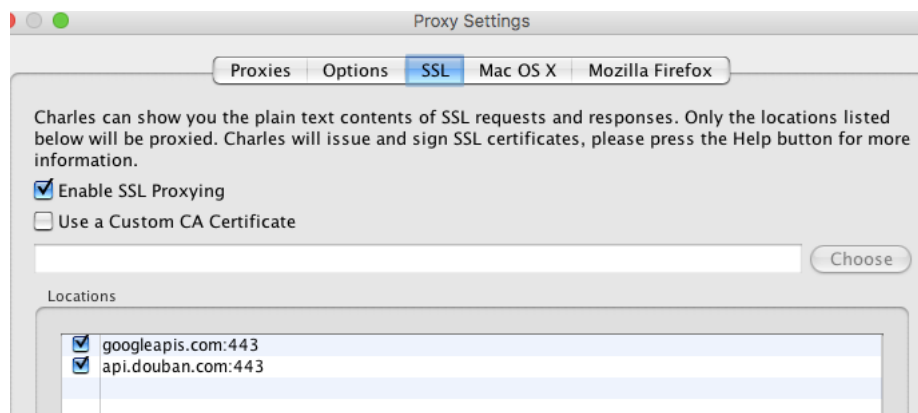 Proxy Settings
Proxies Options SSL Mac OS X Mozilla Firefox
Charles can show you the plain text contents of SSL requests and responses. Only the locations listed
below will be proxied. Charles will issue and sign SSL certificates, please press the Help button for more
information.
Enable SSL Proxying
Use a Custom CA Certificate
Choose
Locations
googleapis.com:443
api.douban.com:443